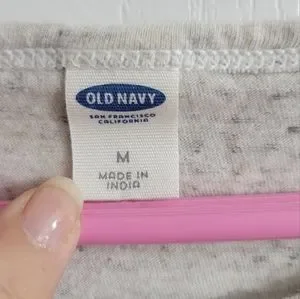 OLD NAVY
SAN FRANCISCO
CALIFORNIA
M
MADE IN
INDIA